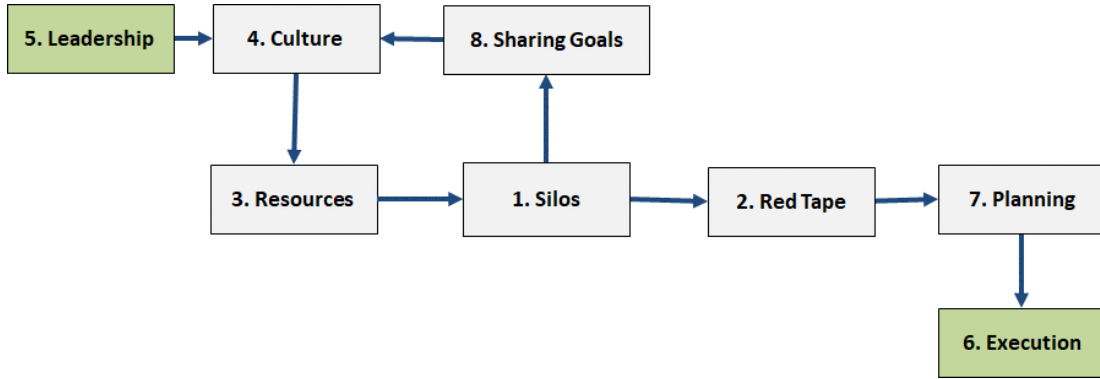 5. Leadership
4. Culture
8. Sharing Goals
3. Resources
1. Silos
2. Red Tape
7. Planning
6. Execution